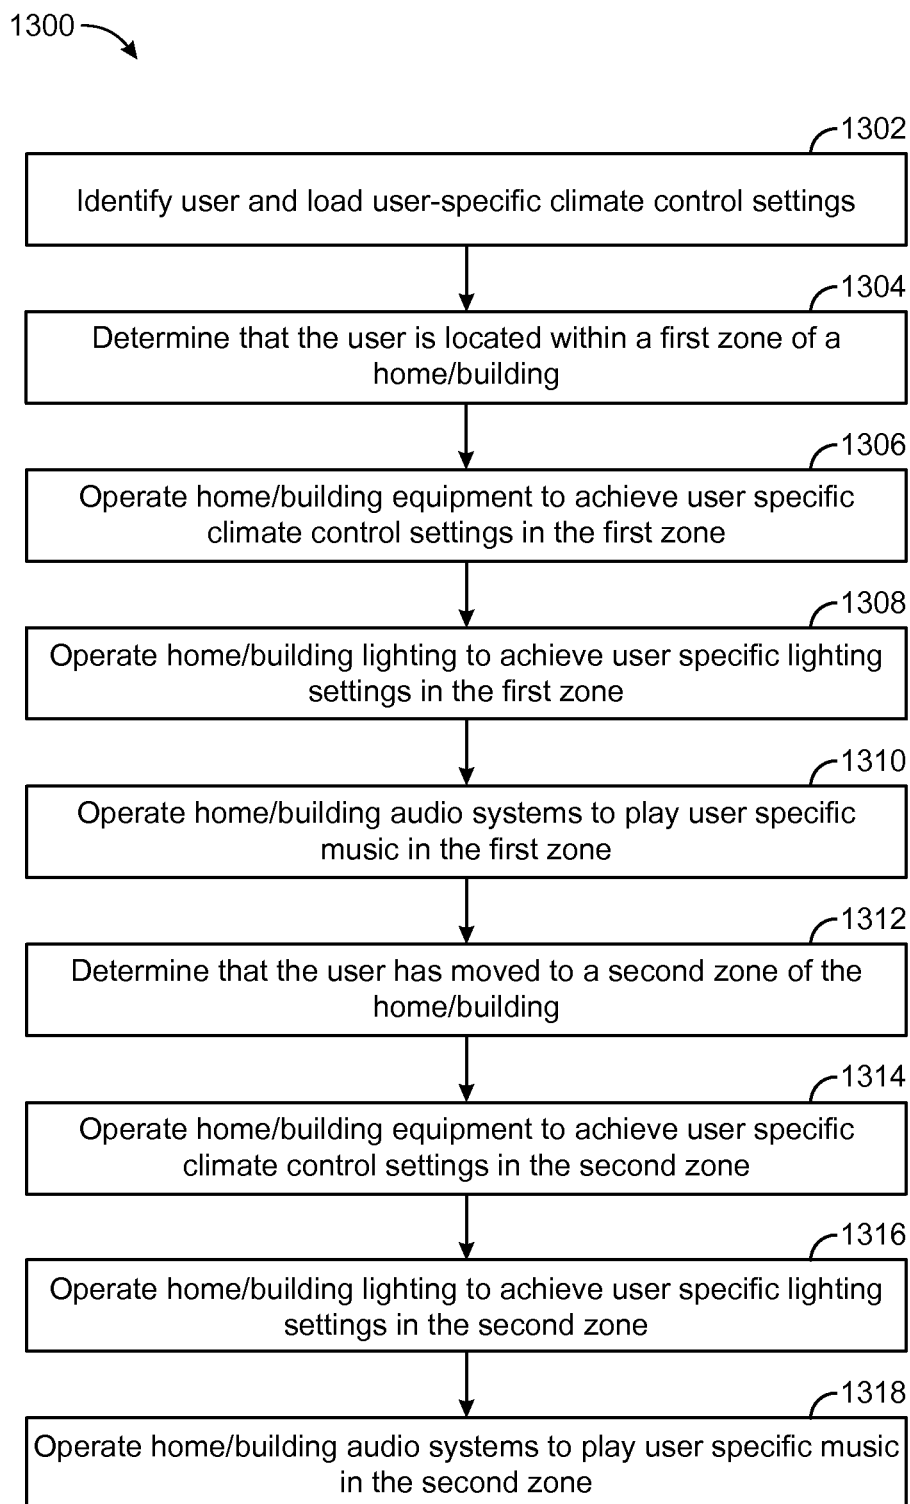 1300
1302
Identify user and load user-specific climate control settings
1304
Determine that the user is located within a first zone of a
home/building
1306
Operate home/building equipment to achieve user specific
climate control settings in the first zone
1308
Operate home/building lighting to achieve user specific lighting
settings in the first zone
1310
Operate home/building audio systems to play user specific
music in the first zone
1312
Determine that the user has moved to a second zone of the
home/building
1314
Operate home/building equipment to achieve user specific
climate control settings in the second zone
1316
Operate home/building lighting to achieve user specific lighting
settings in the second zone
1318
Operate home/building audio systems to play user specific music
in the second zone